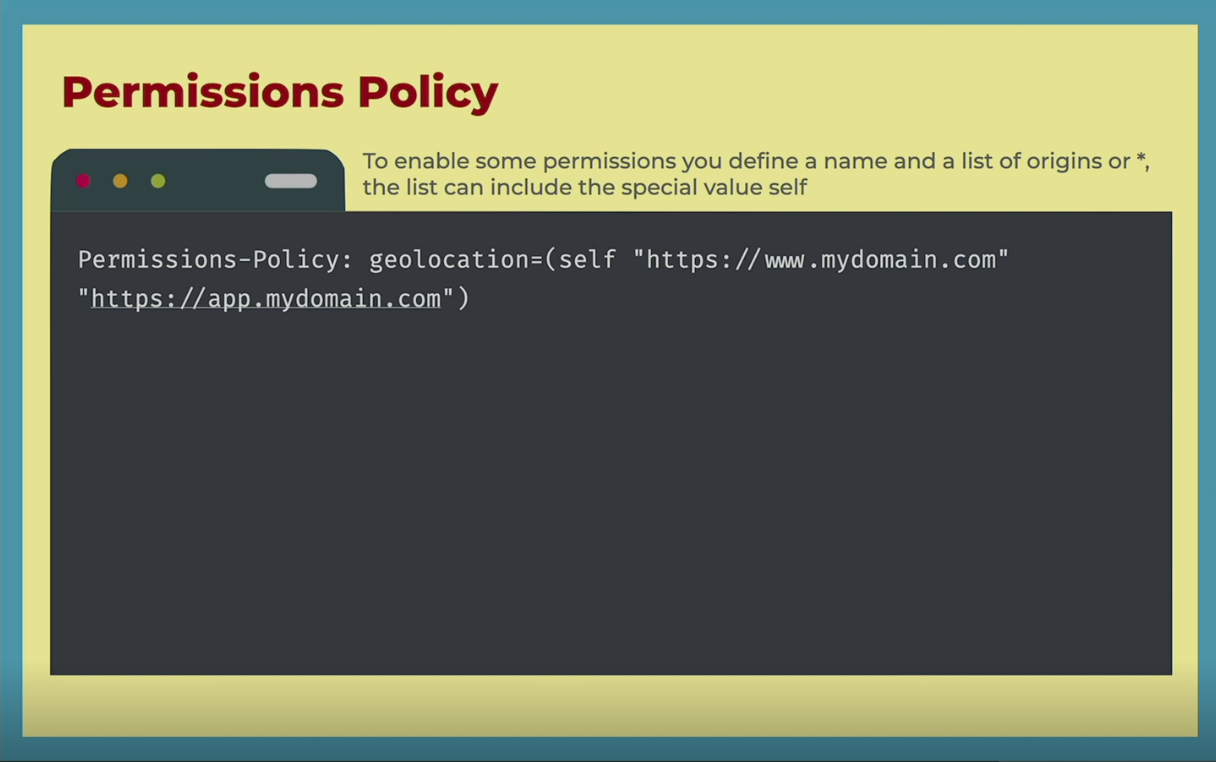 Permissions Policy
To enable some permissions you define a name and a list of origins or *,
the list can include the special value self
Permissions-Policy: geolocation=(self "https://www.mydomain.com"
"https://app.mydomain.com")